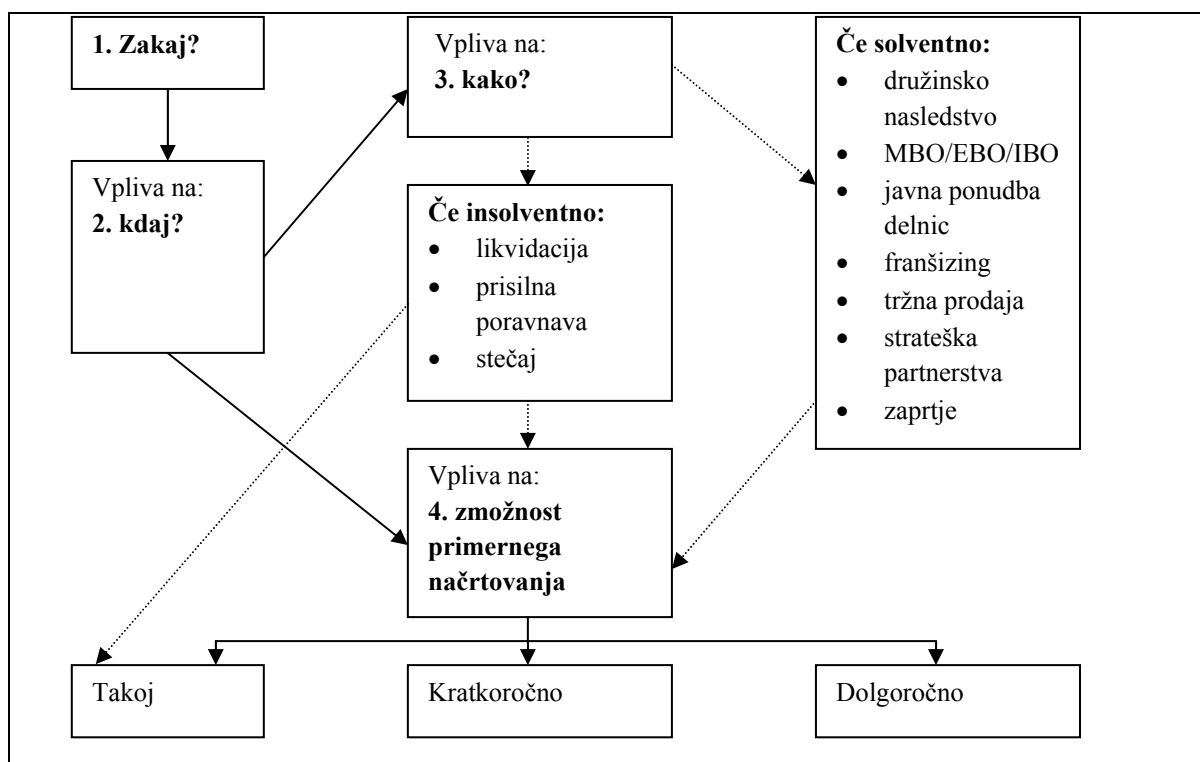 1. Zakaj?
Vpliva na:
2. kdaj?
Vpliva na:
3. kako?
Če insolventno:
• likvidacija
• prisilna
poravnava
• stečaj
Če solventno:
• družinsko
nasledstvo
• MBO/EBO/IBO
• javna ponudba
delnic
• franšizing
• tržna prodaja
• strateška
partnerstva
• zaprtje
Vpliva na:
4. zmožnost
primernega
načrtovanja
Takoj
Kratkoročno
Dolgoročno